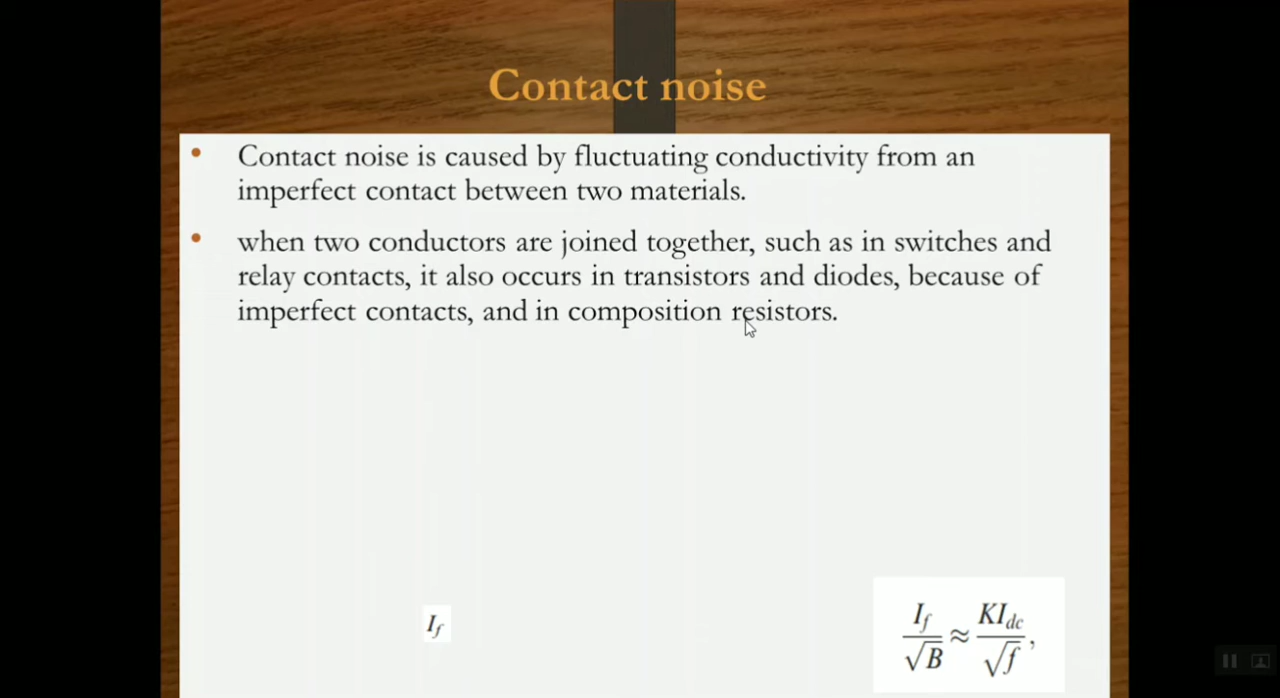 Contact noise
• Contact noise is caused by fluctuating conductivity from an
imperfect contact between two materials.
• when two conductors are joined together, such as in switches and
relay contacts, it also occurs in transistors and diodes, because of
imperfect contacts, and in composition resistors.
I_f
I_f/√B ≈ KI_dc/√f,